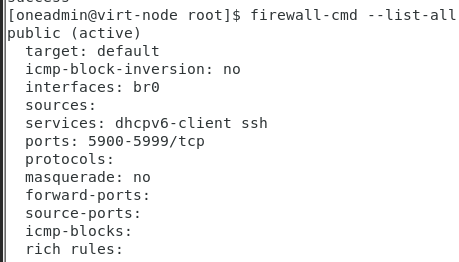 success
[oneadmin@virt-node root]$ firewall-cmd --list-all
public (active)
  target: default
  icmp-block-inversion: no
  interfaces: br0
  sources:
  services: dhcpv6-client ssh
  ports: 5900-5999/tcp
  protocols:
  masquerade: no
  forward-ports:
  source-ports:
  icmp-blocks:
  rich rules: